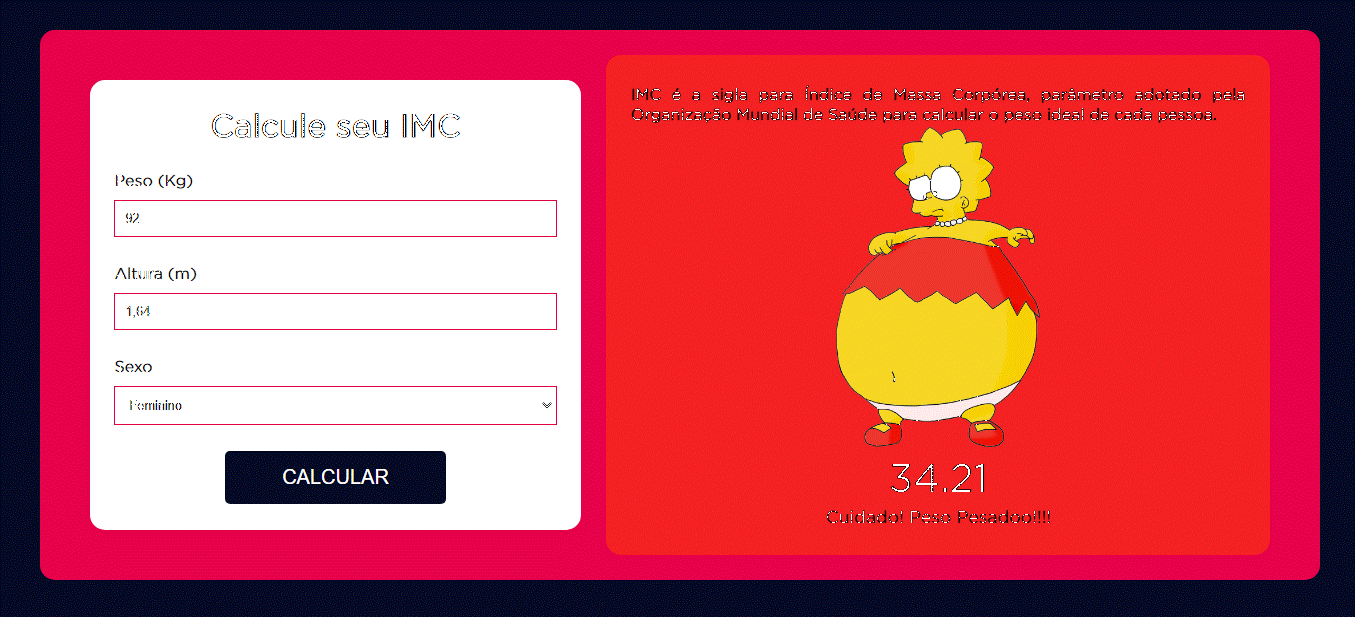 Calcule seu IMC
Peso (Kg)
92
Altura (m)
1,64
Sexo
Feminino
CALCULAR
IMC é a sigla para Índice de Massa Corpórea, parâmetro adotado pela
Organização Mundial de Saúde para calcular o peso ideal de cada pessoa.
34.21
Cuidado! Peso Pesadoo!!!!